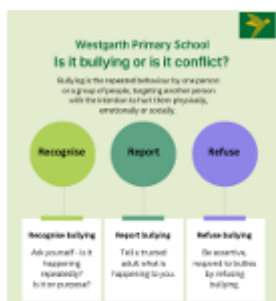 Westgarth Primary School
Is it bullying or is it conflict?
Bullying is the repeated behaviour by one person
or a group of people, targeting another person
with the intention to hurt them physically,
emotionally or socially.
Recognise
Report
Refuse
Recognise bullying
Ask yourself - is it
happening
repeatedly?
Is it on purpose?
Report bullying
Tell a trusted
adult what is
happening to you.
Refuse bullying
Be assertive,
respond to bullies
by refusing
bullying.